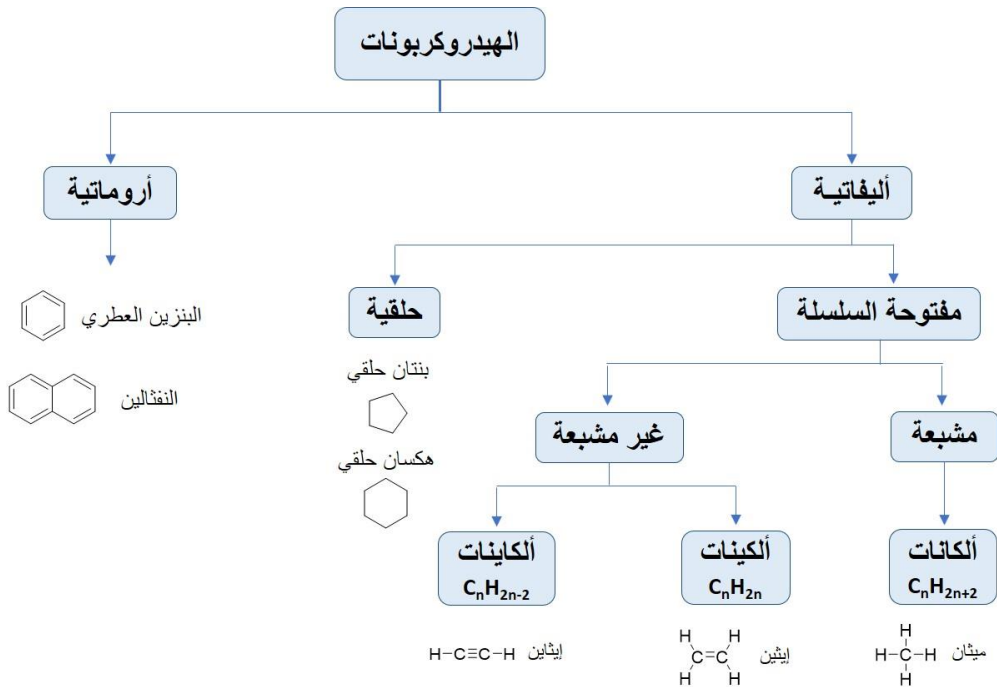 الهيدروكربونات
أليفاتيـة
أروماتية
مفتوحة السلسلة
حلقية
البنزين العطري
بنتان حلقي
النفثالين
مشبعة
غير مشبعة
هكسان حلقي
ألكانات
CnH2n+2
ألكينات
CnH2n
ألكاينات
CnH2n-2
ميثان
H
H-C-H
H
إيثين
H H
C=C
H H
إيثاين
H-C≡C-H